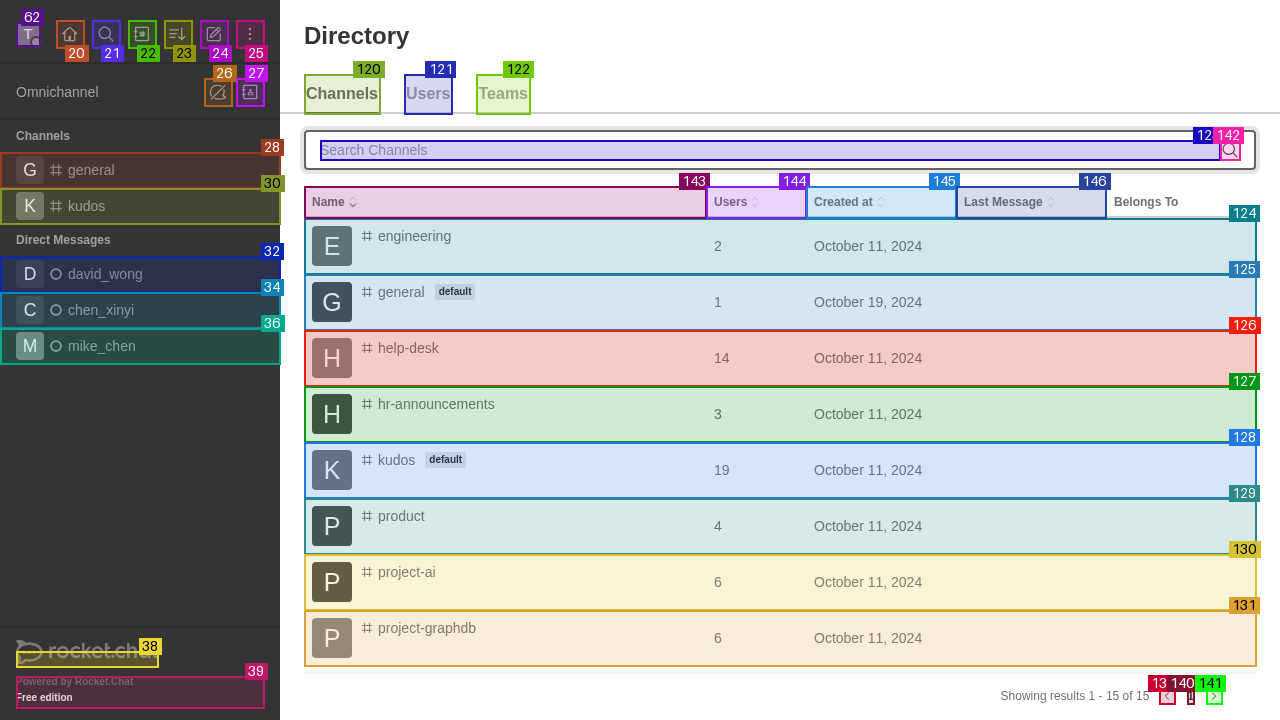 62
T
20
21
22
23
24
25
Omnichannel
26
27
Channels
28
G general
30
K kudos
Direct Messages
32
D david_wong
34
C chen_xinyi
36
M mike_chen
38
rocket.cha
39
Powered by Rocket.Chat
Free edition
Directory
120
121
122
Channels Users Teams
142
Search Channels
143
144
145
146
Name Users Created at Last Message Belongs To
124
E engineering 2 October 11, 2024
125
G general default 1 October 19, 2024
126
H help-desk 14 October 11, 2024
127
H hr-announcements 3 October 11, 2024
128
K kudos default 19 October 11, 2024
129
P product 4 October 11, 2024
130
P project-ai 6 October 11, 2024
131
P project-graphdb 6 October 11, 2024
140
141
Showing results 1 - 15 of 15